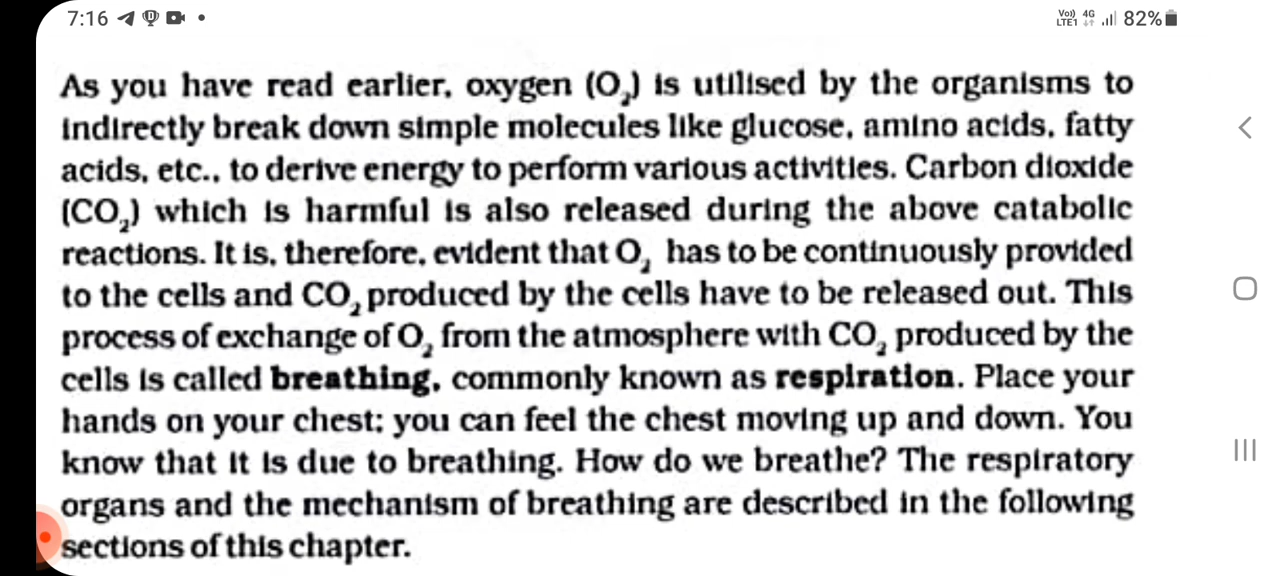 7:16
Vo)) 4G
LTE1 82%
As you have read earlier, oxygen (O₂) is utilised by the organisms to
indirectly break down simple molecules like glucose, amino acids, fatty
acids, etc., to derive energy to perform various activities. Carbon dioxide
(CO₂) which is harmful is also released during the above catabolic
reactions. It is, therefore, evident that O₂ has to be continuously provided
to the cells and CO₂ produced by the cells have to be released out. This
process of exchange of O₂ from the atmosphere with CO₂ produced by the
cells is called breathing, commonly known as respiration. Place your
hands on your chest; you can feel the chest moving up and down. You
know that it is due to breathing. How do we breathe? The respiratory
organs and the mechanism of breathing are described in the following
sections of this chapter.